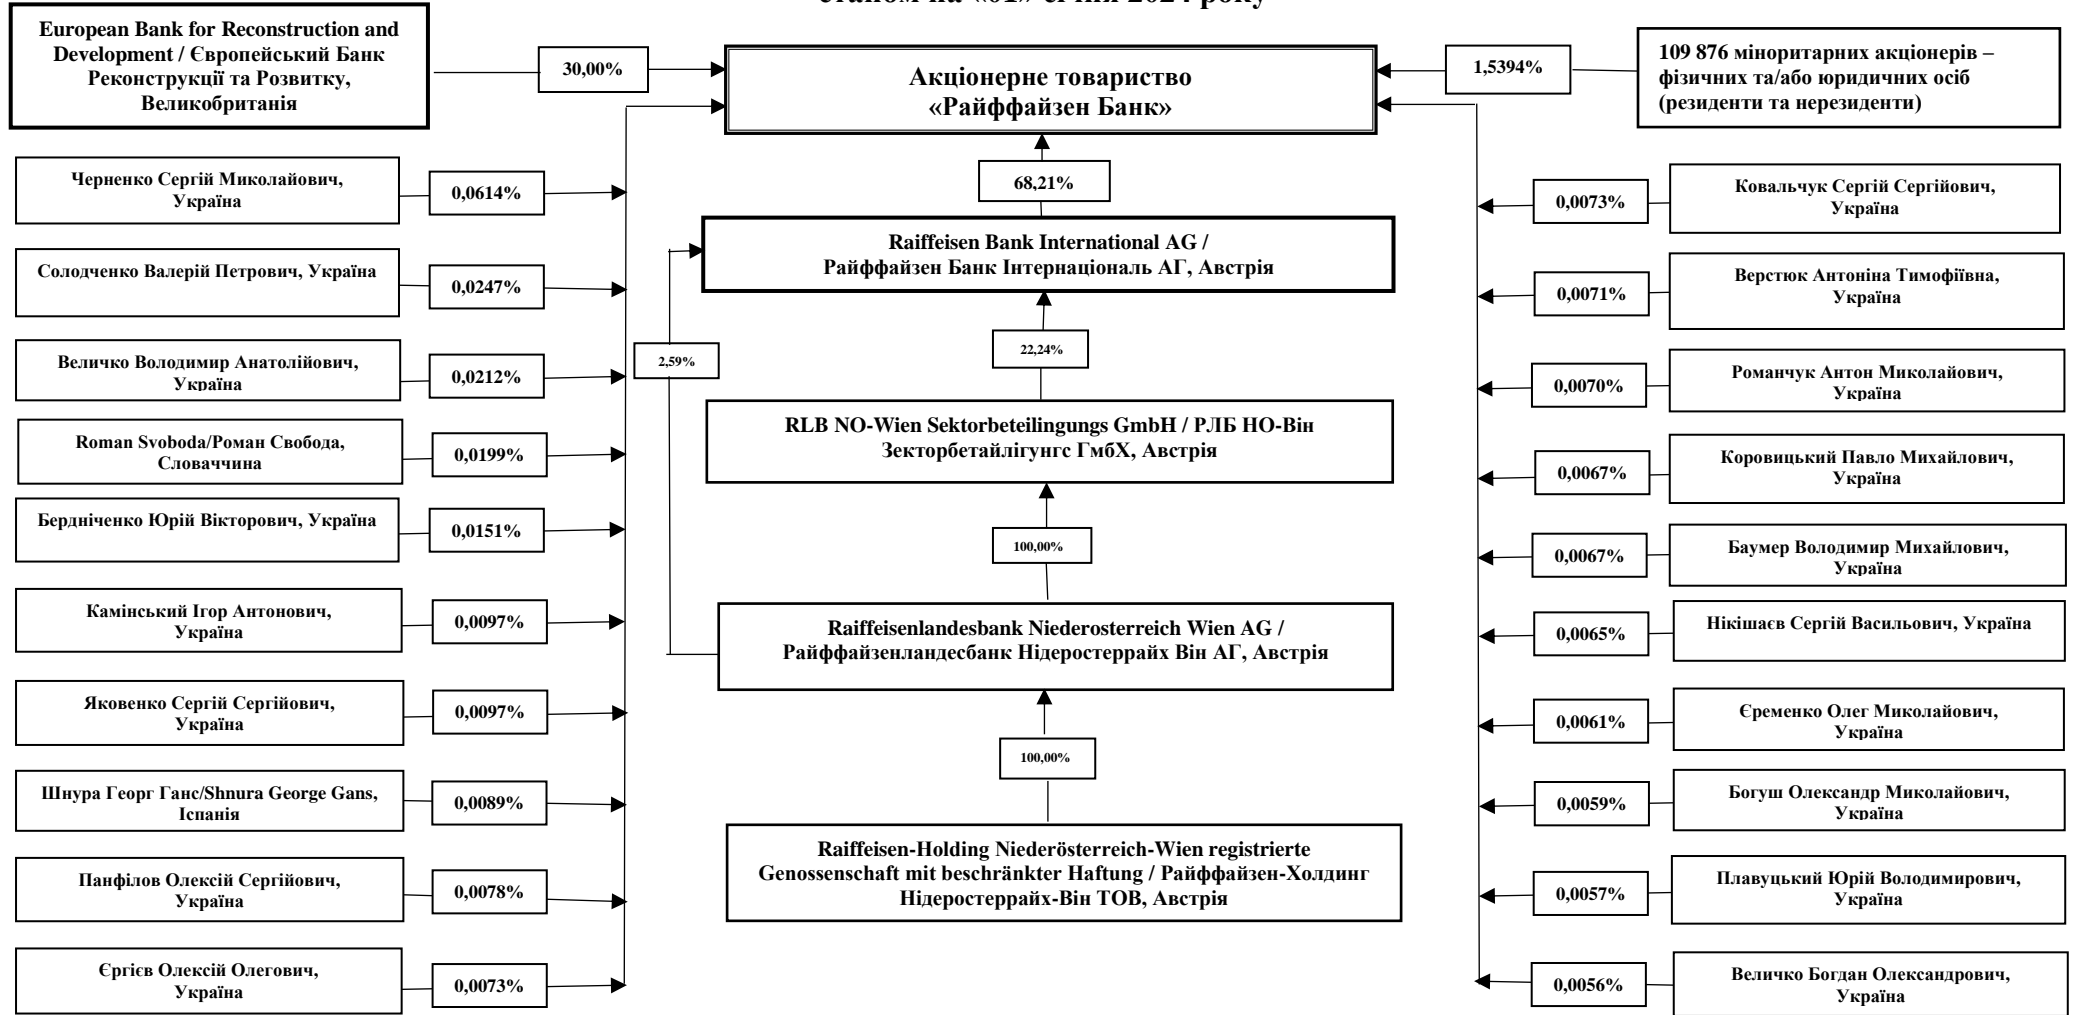 станом на «01» січня 2024 року
European Bank for Reconstruction and
Development / Європейський Банк
Реконструкції та Розвитку,
Великобританія
30,00%
Акціонерне товариство
«Райффайзен Банк»
1,5394%
109 876 міноритарних акціонерів –
фізичних та/або юридичних осіб
(резиденти та нерезиденти)
68,21%
Raiffeisen Bank International AG /
Райффайзен Банк Інтернаціональ АГ, Австрія
2,59%
22,24%
RLB NO-Wien Sektorbeteilingungs GmbH / РЛБ НО-Він
Зекторбетайлігунгс ГмбХ, Австрія
100,00%
Raiffeisenlandesbank Niederosterreich Wien AG /
Райффайзенландесбанк Нідеростеррайх Він АГ, Австрія
100,00%
Raiffeisen-Holding Niederösterreich-Wien registrierte
Genossenschaft mit beschränkter Haftung / Райффайзен-Холдинг
Нідеростеррайх-Він ТОВ, Австрія
Черненко Сергій Миколайович,
Україна
0,0614%
Солодченко Валерій Петрович, Україна
0,0247%
Величко Володимир Анатолійович,
Україна
0,0212%
Roman Svoboda/Роман Свобода,
Словаччина
0,0199%
Бердніченко Юрій Вікторович, Україна
0,0151%
Камінський Ігор Антонович,
Україна
0,0097%
Яковенко Сергій Сергійович,
Україна
0,0097%
Шнура Георг Ганс/Shnura George Gans,
Іспанія
0,0089%
Панфілов Олексій Сергійович,
Україна
0,0078%
Єргієв Олексій Олегович,
Україна
0,0073%
0,0073%
Ковальчук Сергій Сергійович,
Україна
0,0071%
Верстюк Антоніна Тимофіївна,
Україна
0,0070%
Романчук Антон Миколайович,
Україна
0,0067%
Коровицький Павло Михайлович,
Україна
0,0067%
Баумер Володимир Михайлович,
Україна
0,0065%
Нікішаєв Сергій Васильович, Україна
0,0061%
Єременко Олег Миколайович,
Україна
0,0059%
Богуш Олександр Миколайович,
Україна
0,0057%
Плавуцький Юрій Володимирович,
Україна
0,0056%
Величко Богдан Олександрович,
Україна